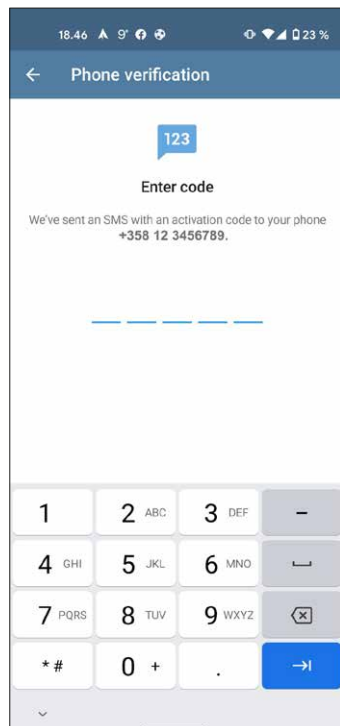 18.46 9° 23 %
← Phone verification
123
Enter code
We've sent an SMS with an activation code to your phone
+358 12 3456789.
1 2 ABC 3 DEF –
4 GHI 5 JKL 6 MNO
7 PQRS 8 TUV 9 WXYZ
* # 0 + .